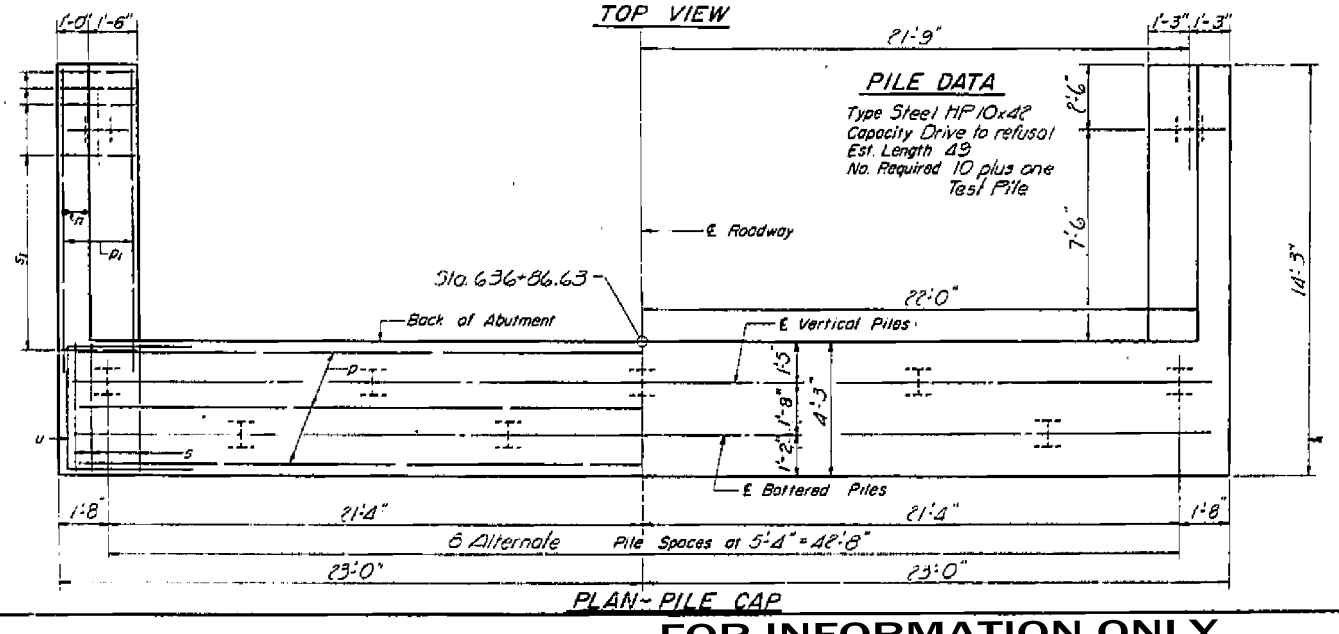 TOP VIEW
1'-0" 1'-6"
21'-9"
1'-3" 1'-3"
PILE DATA
Type Steel HP 10x42
Capacity Drive to refusal
Est. Length 49
No. Required 10 plus one
Test Pile
2'-6"
7'-6"
14'-3"
n
p1
s1
℄ Roadway
Sta. 636+86.63
22'-0"
Back of Abutment
℄ Vertical Piles
p
1'-5"
1'-8"
4'-3"
1'-2"
u
s
℄ Battered Piles
1'-8" 21'-4" 21'-4" 1'-8"
8 Alternate Pile Spaces at 5'-4" = 42'-8"
23'-0" 23'-0"
PLAN-PILE CAP
FOR INFORMATION ONLY